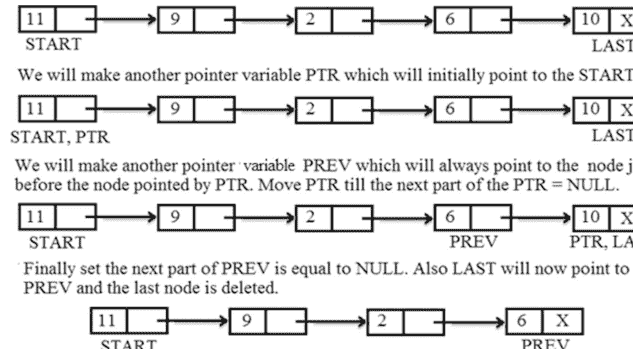 11 9 2 6 10 X
START LAST
We will make another pointer variable PTR which will initially point to the START
11 9 2 6 10 X
START, PTR LAST
We will make another pointer variable PREV which will always point to the node j
before the node pointed by PTR. Move PTR till the next part of the PTR = NULL.
11 9 2 6 10 X
START PREV PTR, LA
Finally set the next part of PREV is equal to NULL. Also LAST will now point to
PREV and the last node is deleted.
11 9 2 6 X
START PREV